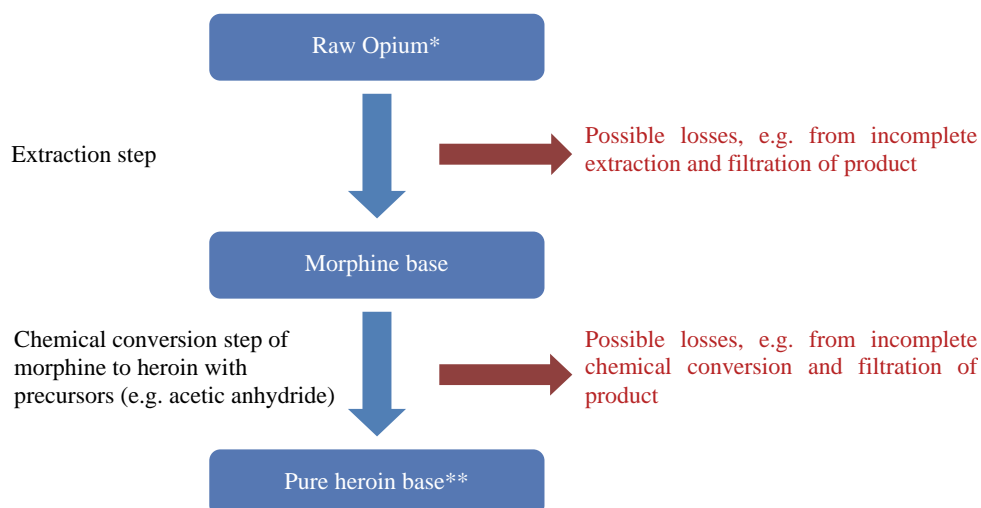 Raw Opium*
Extraction step
Possible losses, e.g. from incomplete
extraction and filtration of product
Morphine base
Chemical conversion step of
morphine to heroin with
precursors (e.g. acetic anhydride)
Possible losses, e.g. from incomplete
chemical conversion and filtration of
product
Pure heroin base**